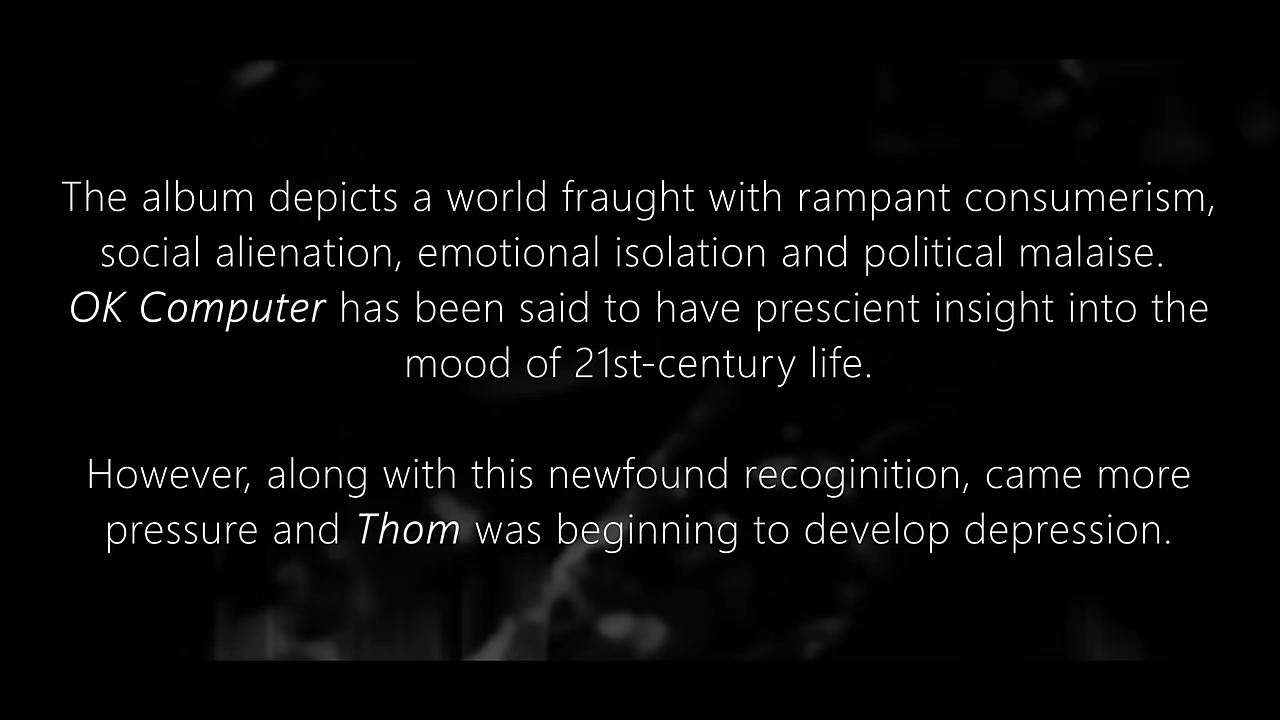 The album depicts a world fraught with rampant consumerism,
social alienation, emotional isolation and political malaise.
OK Computer has been said to have prescient insight into the
mood of 21st-century life.
However, along with this newfound recoginition, came more
pressure and Thom was beginning to develop depression.